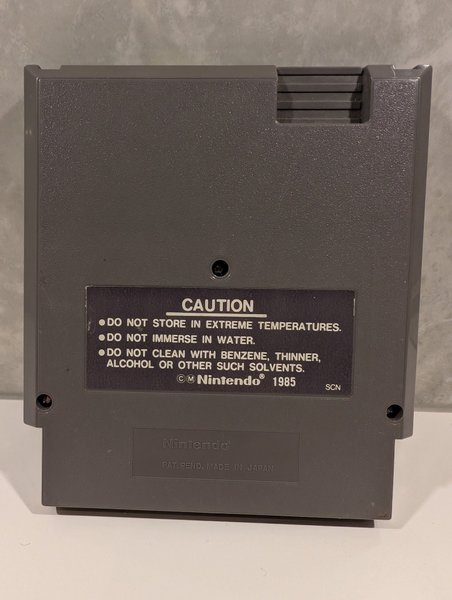 CAUTION
●DO NOT STORE IN EXTREME TEMPERATURES.
●DO NOT IMMERSE IN WATER.
●DO NOT CLEAN WITH BENZENE, THINNER,
ALCOHOL OR OTHER SUCH SOLVENTS.
ⒸⓂNintendo® 1985 SCN
Nintendo®
PAT. PEND. MADE IN JAPAN